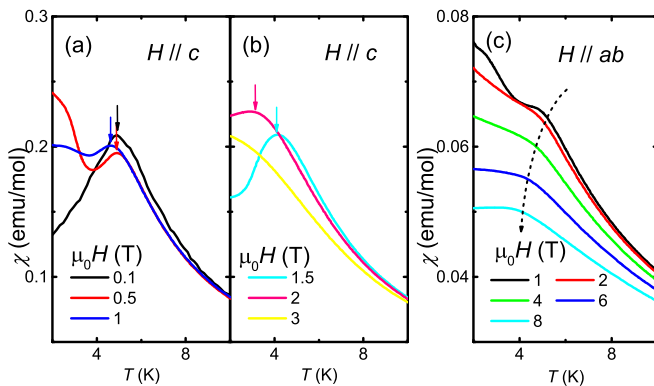 (a)
H // c
χ (emu/mol)
0.3
0.2
0.1
μ0H (T)
0.1
0.5
1
4
8
T (K)
(b)
H // c
μ0H (T)
1.5
2
3
4
8
T (K)
(c)
H // ab
χ (emu/mol)
0.08
0.06
0.04
μ0H (T)
1
2
4
6
8
4
8
T (K)